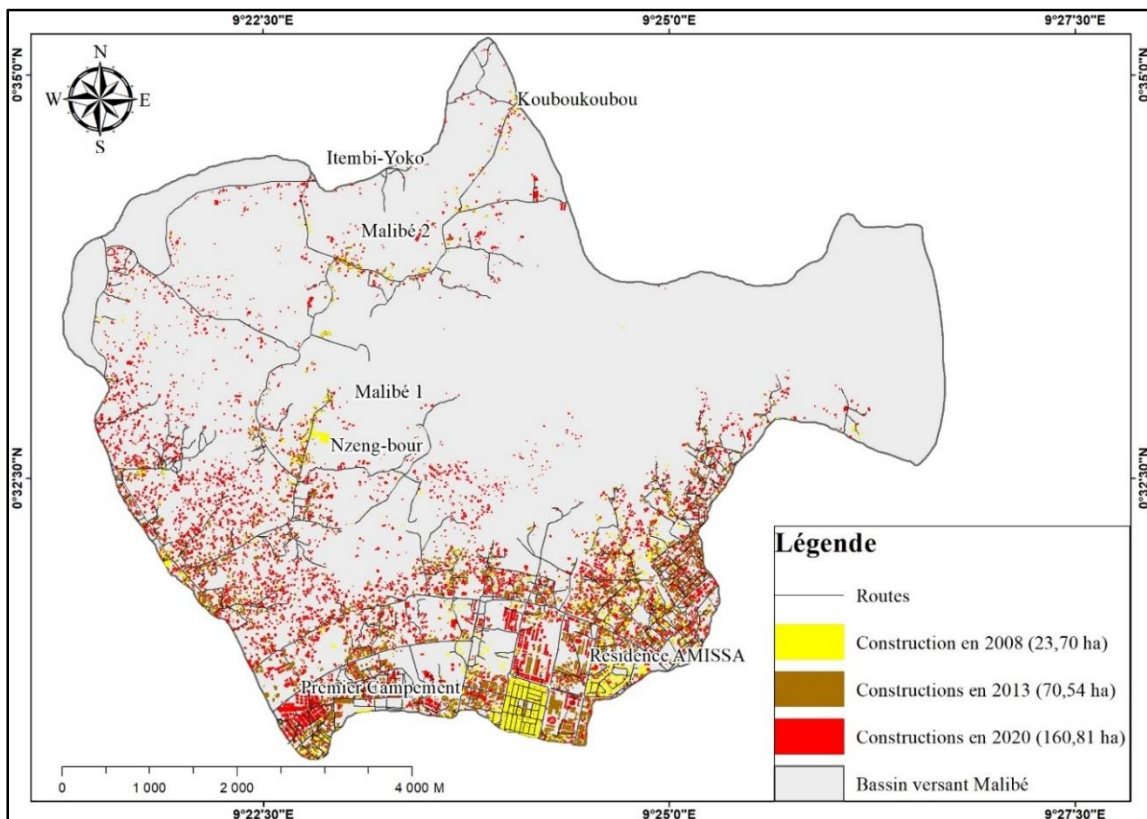 9°22'30"E
9°25'0"E
9°27'30"E
0°35'0"N
0°35'0"N
N
W
E
S
Kouboukoubou
Itembi-Yoko
Malibé 2
Malibé 1
Nzeng-bour
0°32'30"N
0°32'30"N
Résidence AMISSA
Premier Campement
Légende
Routes
Construction en 2008 (23,70 ha)
Constructions en 2013 (70,54 ha)
Constructions en 2020 (160,81 ha)
Bassin versant Malibé
0
1 000
2 000
4 000 M
9°22'30"E
9°25'0"E
9°27'30"E